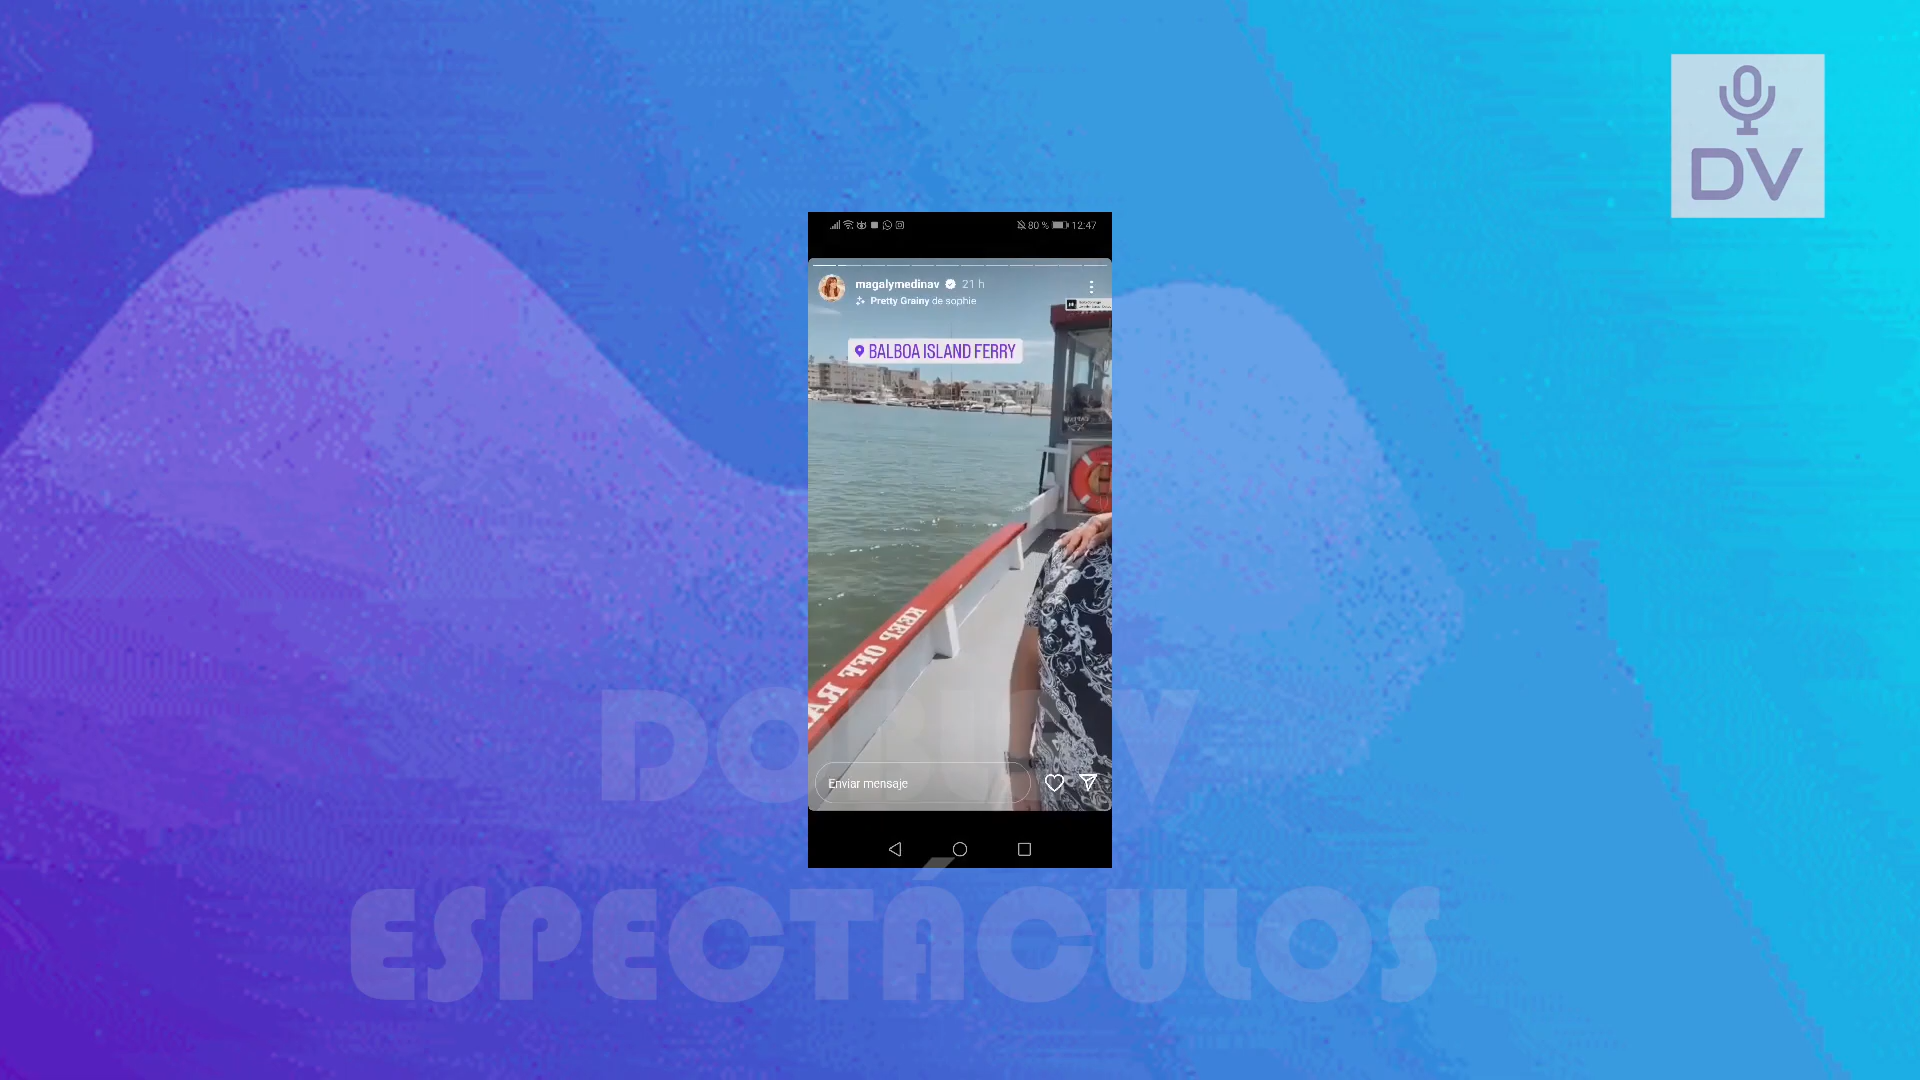 DV
80 % 12:47
magalymedinav 21 h
Pretty Grainy de sophie
BALBOA ISLAND FERRY
KEEP OFF RA
Enviar mensaje
ESPECTÁCULOS